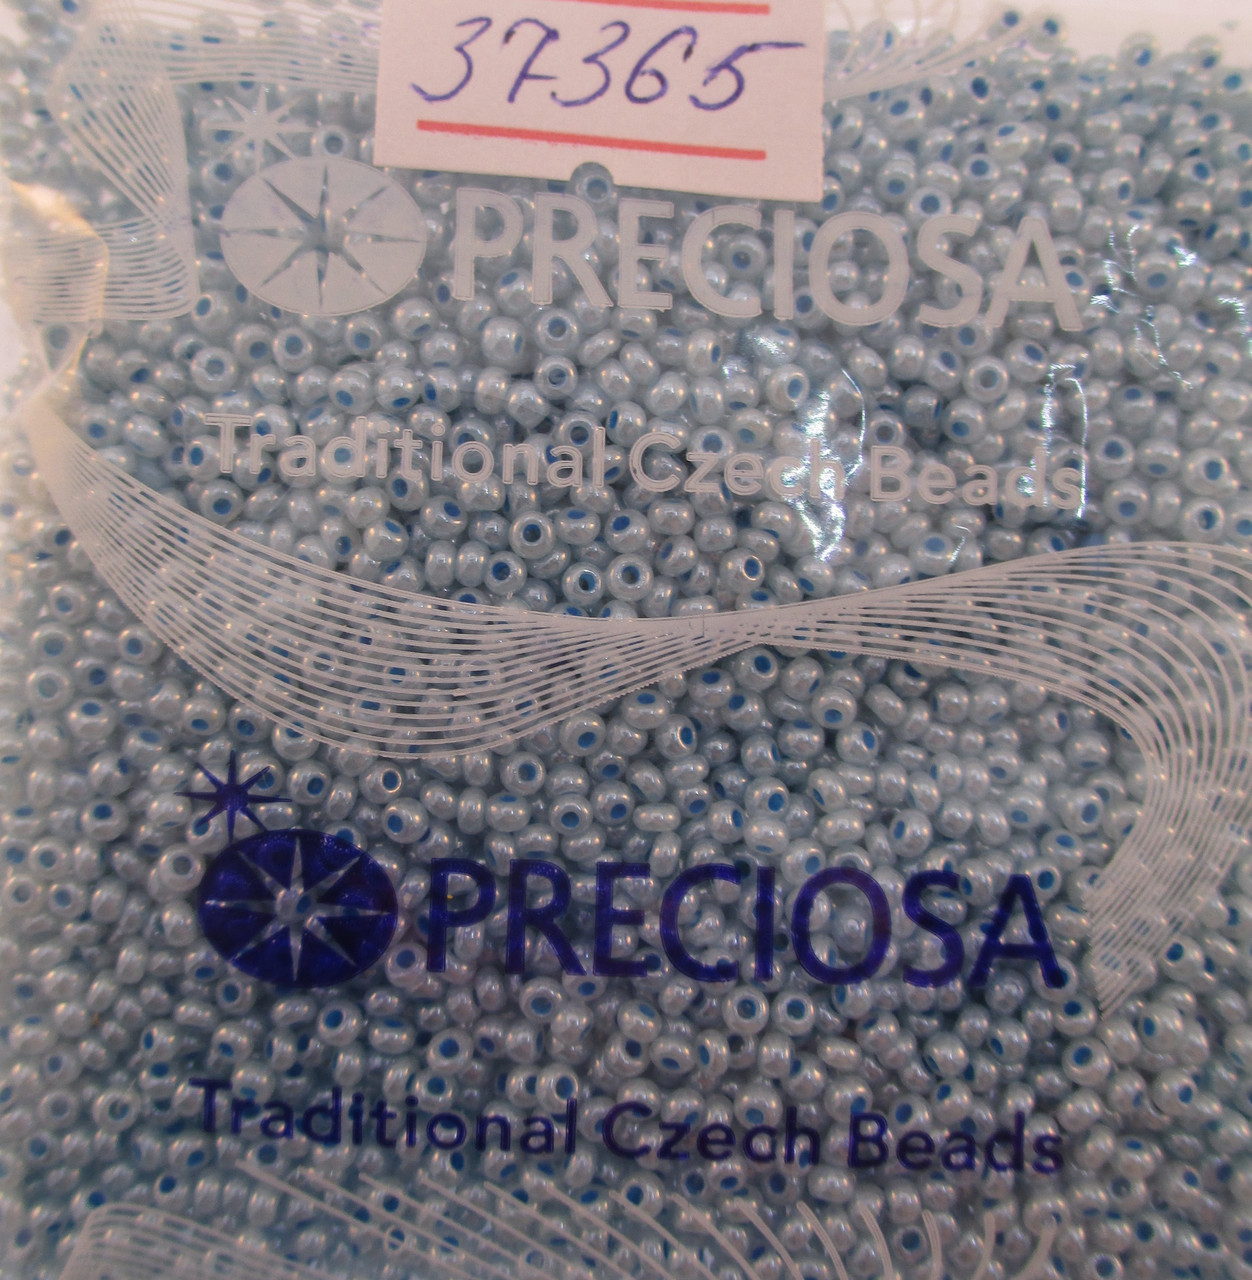 37365
PRECIOSA
Traditional Czech Beads
PRECIOSA
Traditional Czech Beads